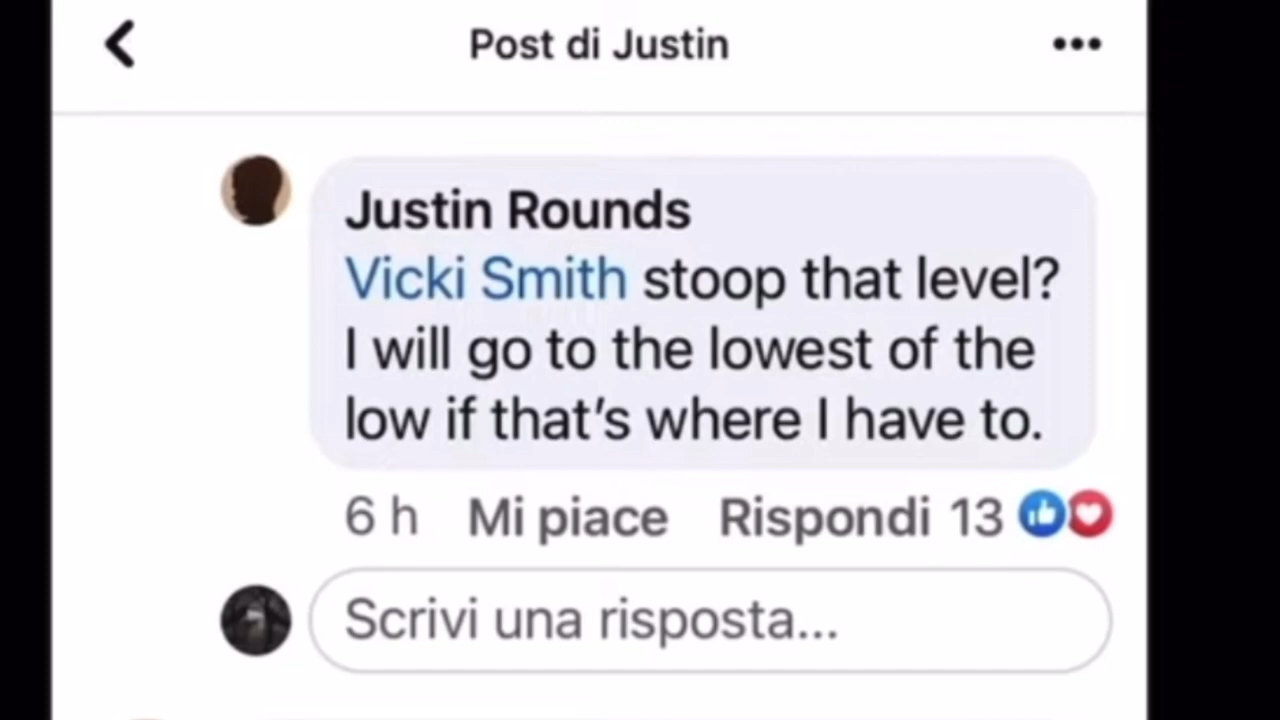 Post di Justin
Justin Rounds
Vicki Smith stoop that level?
I will go to the lowest of the
low if that's where I have to.
6 h Mi piace Rispondi 13
Scrivi una risposta...